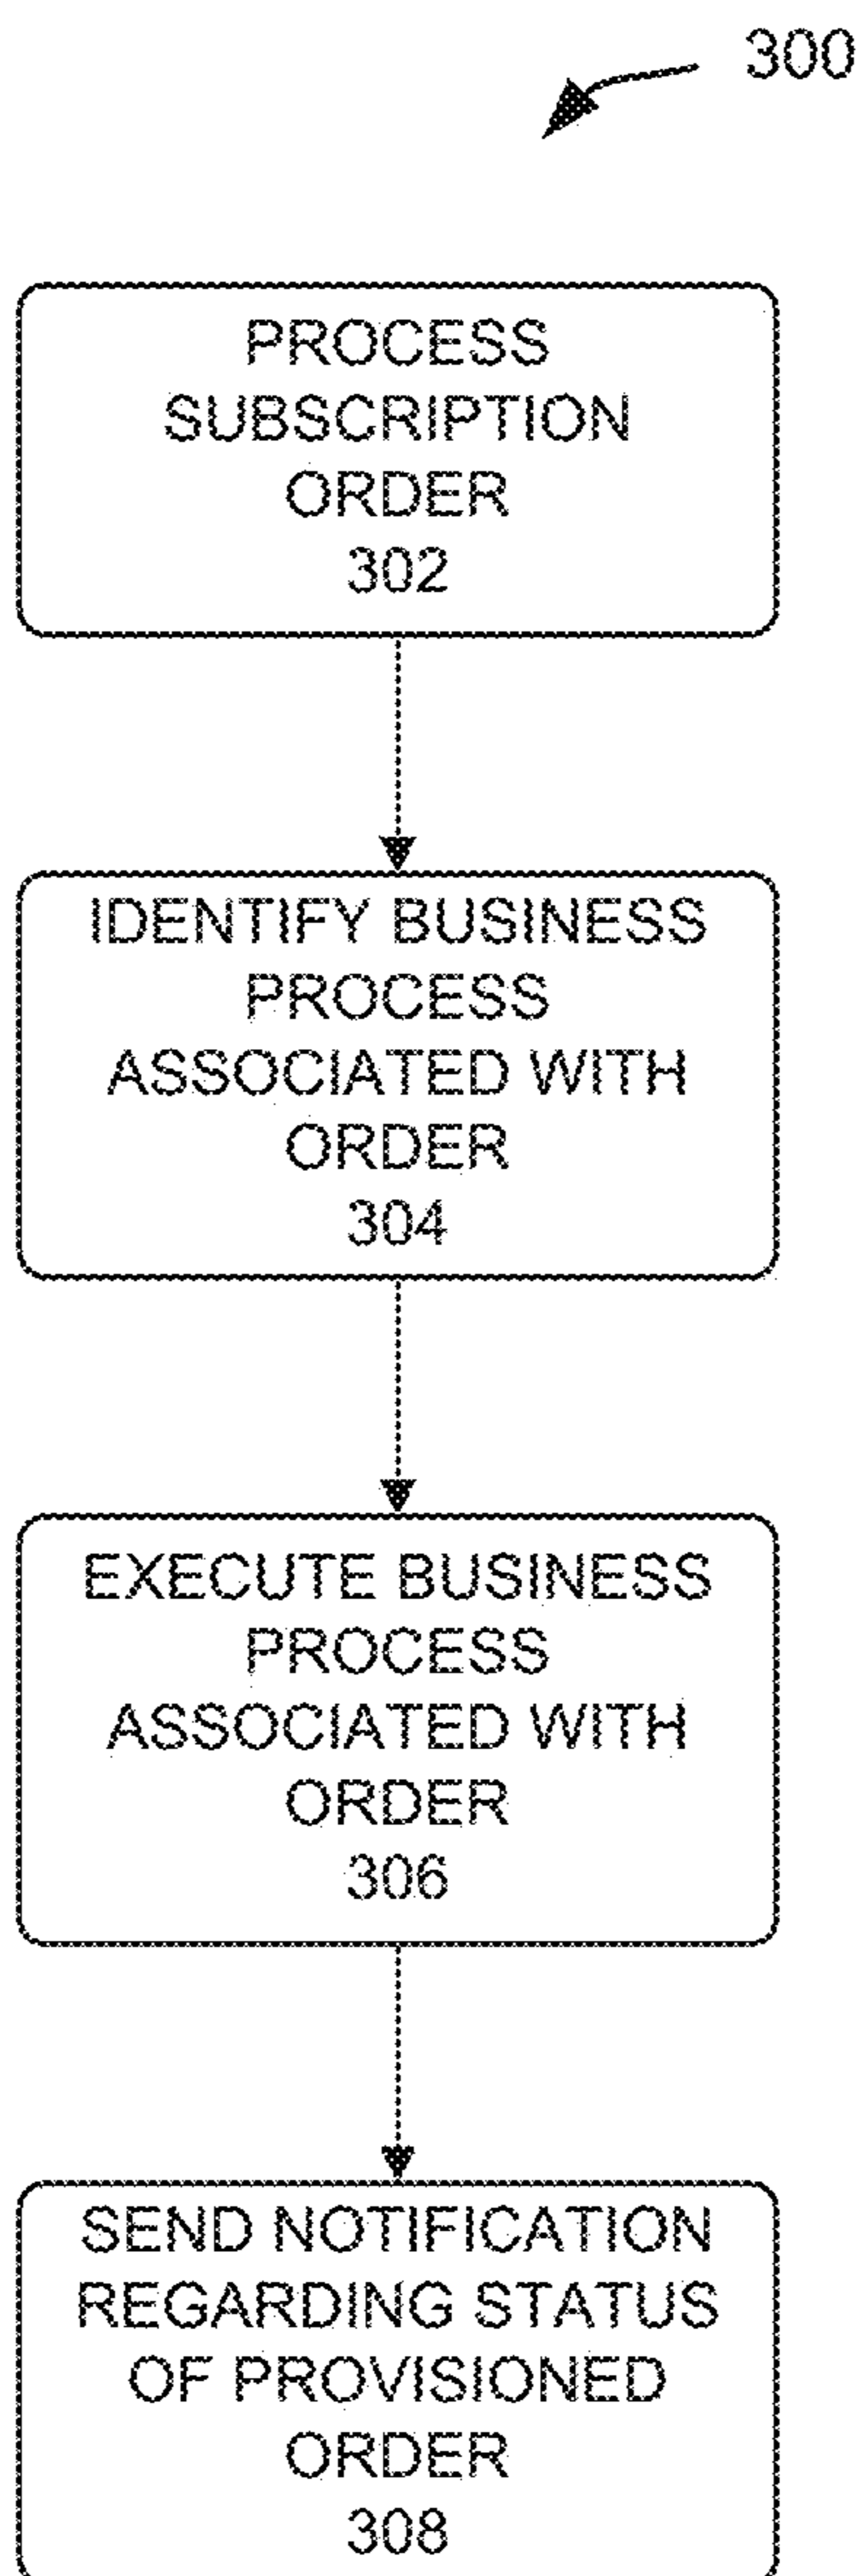 300
PROCESS
SUBSCRIPTION
ORDER
302
IDENTIFY BUSINESS
PROCESS
ASSOCIATED WITH
ORDER
304
EXECUTE BUSINESS
PROCESS
ASSOCIATED WITH
ORDER
306
SEND NOTIFICATION
REGARDING STATUS
OF PROVISIONED
ORDER
308